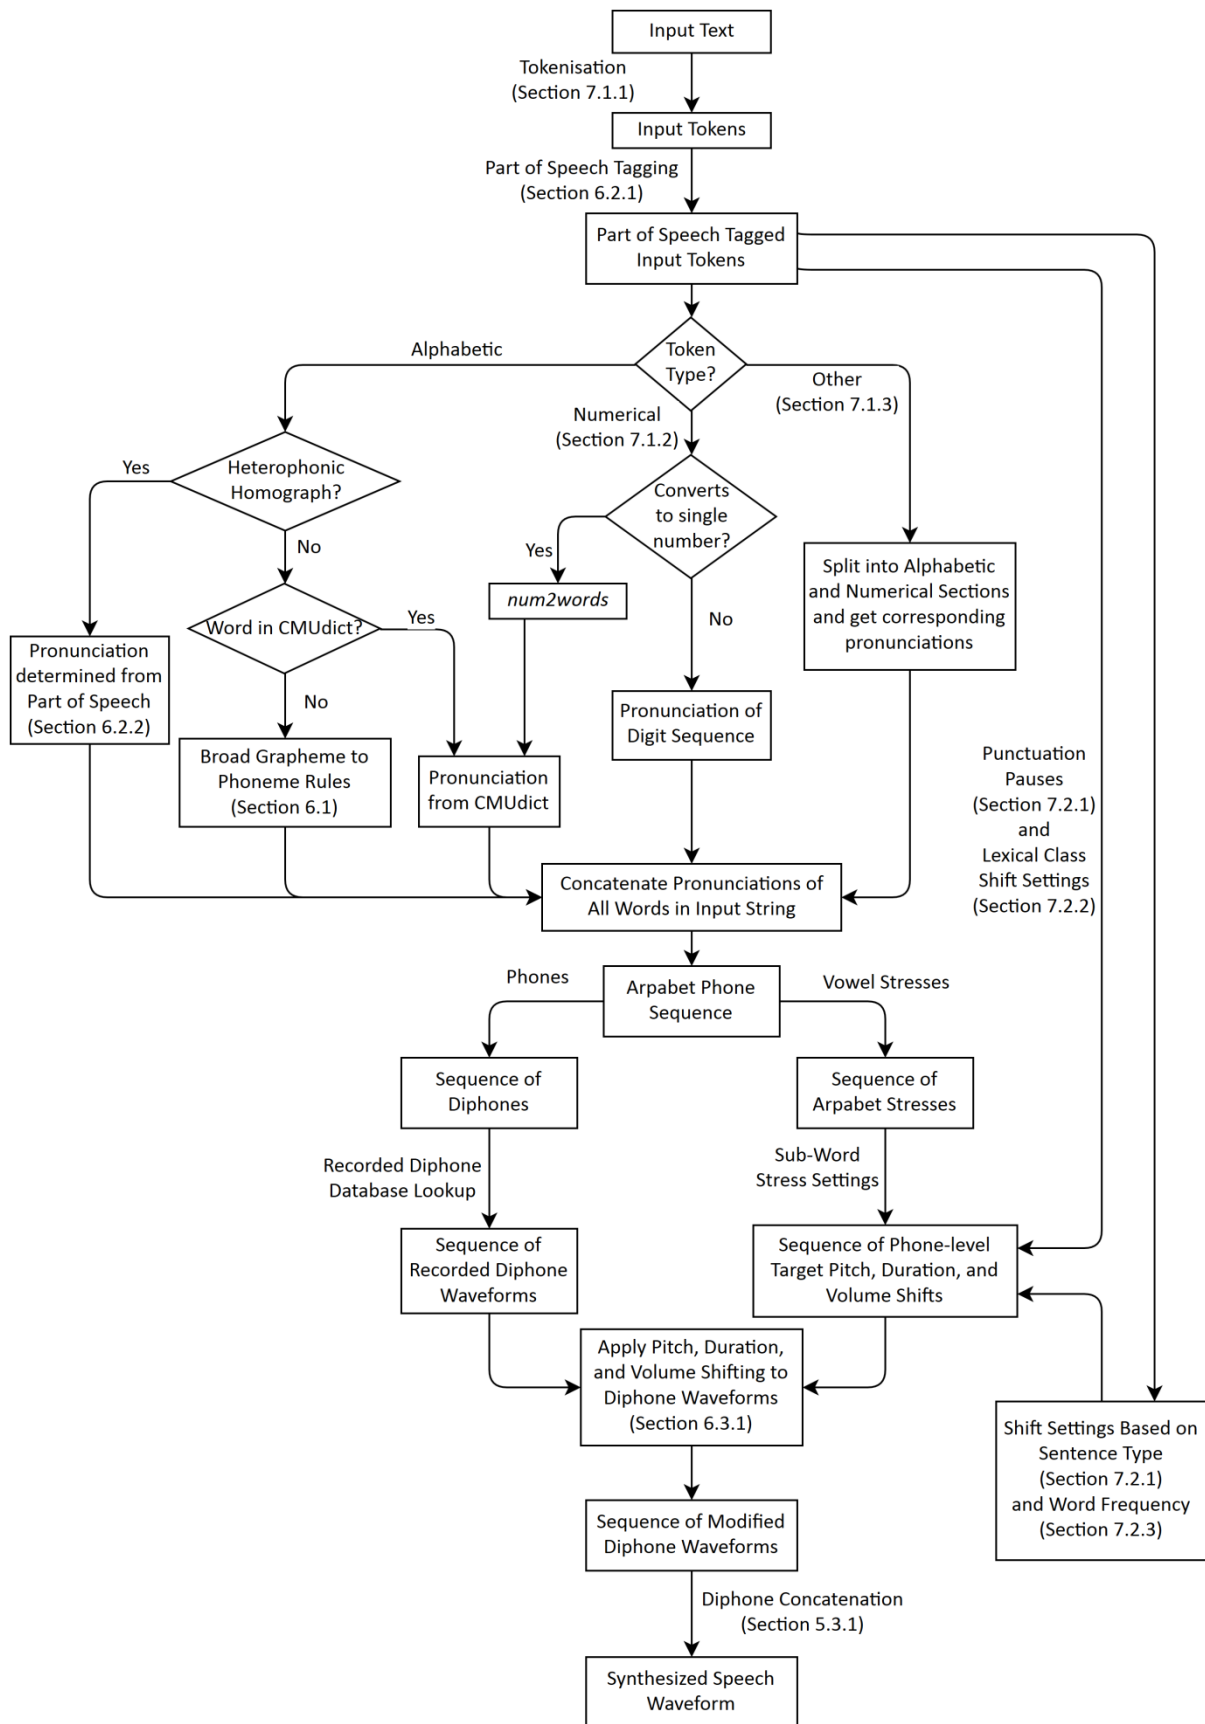 Input Text
Tokenisation
(Section 7.1.1)
Input Tokens
Part of Speech Tagging
(Section 6.2.1)
Part of Speech Tagged
Input Tokens
Token
Type?
Alphabetic
Numerical
(Section 7.1.2)
Other
(Section 7.1.3)
Heterophonic
Homograph?
Yes
No
Converts
to single
number?
Yes
No
num2words
Split into Alphabetic
and Numerical Sections
and get corresponding
pronunciations
Word in CMUdict?
Yes
No
Pronunciation
determined from
Part of Speech
(Section 6.2.2)
Broad Grapheme to
Phoneme Rules
(Section 6.1)
Pronunciation
from CMUdict
Pronunciation of
Digit Sequence
Punctuation
Pauses
(Section 7.2.1)
and
Lexical Class
Shift Settings
(Section 7.2.2)
Concatenate Pronunciations of
All Words in Input String
Phones
Arpabet Phone
Sequence
Vowel Stresses
Sequence of
Diphones
Sequence of
Arpabet Stresses
Recorded Diphone
Database Lookup
Sub-Word
Stress Settings
Sequence of
Recorded Diphone
Waveforms
Sequence of Phone-level
Target Pitch, Duration, and
Volume Shifts
Apply Pitch, Duration,
and Volume Shifting to
Diphone Waveforms
(Section 6.3.1)
Shift Settings Based on
Sentence Type
(Section 7.2.1)
and Word Frequency
(Section 7.2.3)
Sequence of Modified
Diphone Waveforms
Diphone Concatenation
(Section 5.3.1)
Synthesized Speech
Waveform